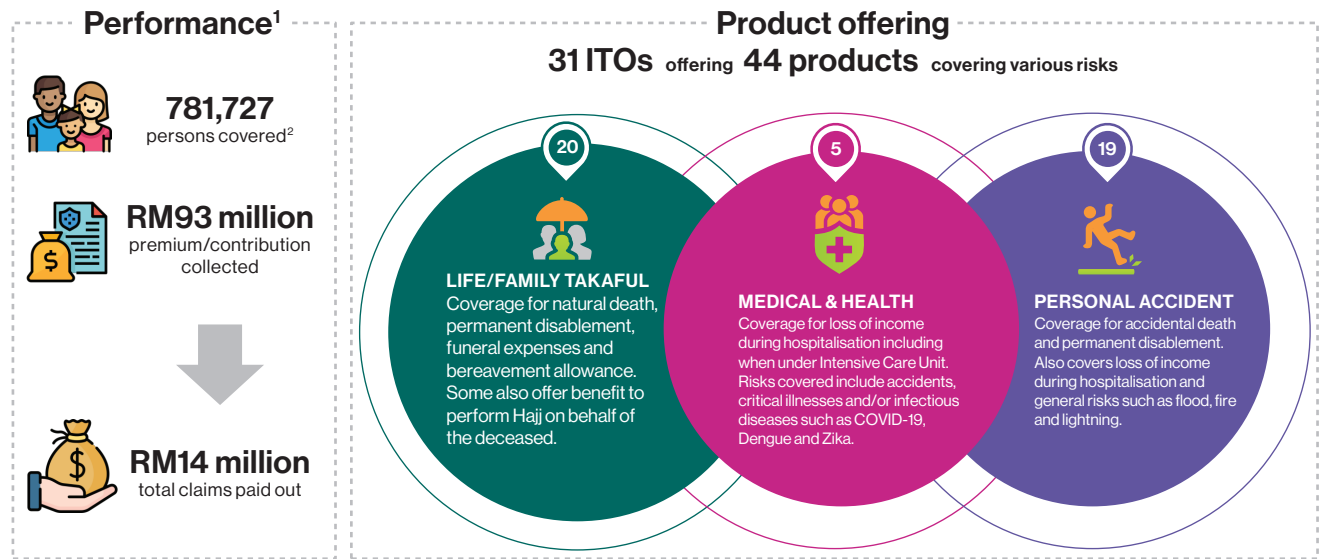 Performance¹
781,727
persons covered²
RM93 million
premium/contribution
collected
RM14 million
total claims paid out
Product offering
31 ITOs offering 44 products covering various risks
20
LIFE/FAMILY TAKAFUL
Coverage for natural death,
permanent disablement,
funeral expenses and
bereavement allowance.
Some also offer benefit to
perform Hajj on behalf of
the deceased.
5
MEDICAL & HEALTH
Coverage for loss of income
during hospitalisation including
when under Intensive Care Unit.
Risks covered include accidents,
critical illnesses and/or infectious
diseases such as COVID-19,
Dengue and Zika.
19
PERSONAL ACCIDENT
Coverage for accidental death
and permanent disablement.
Also covers loss of income
during hospitalisation and
general risks such as flood, fire
and lightning.